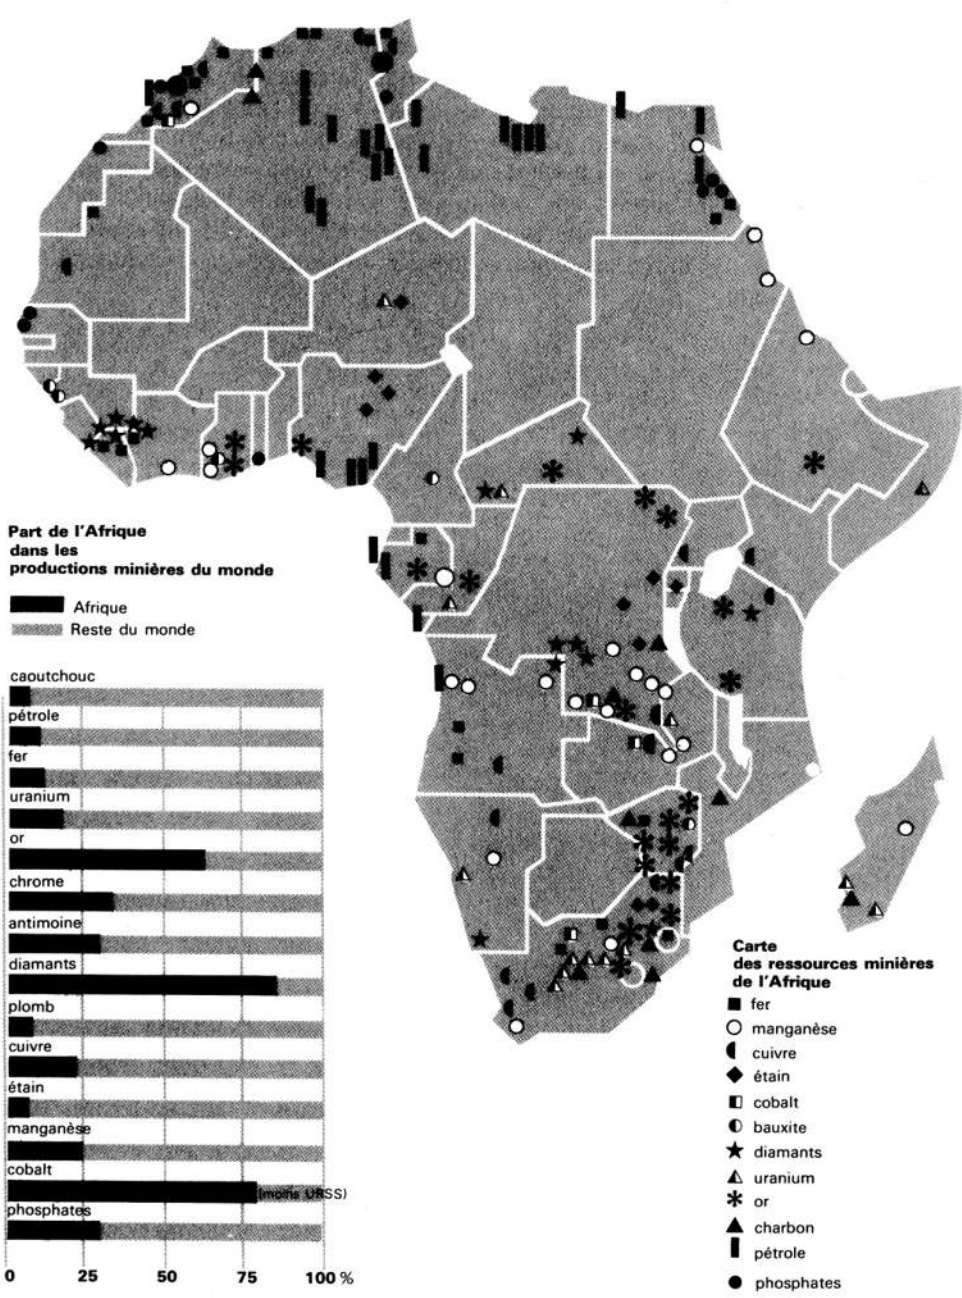 Part de l'Afrique
dans les
productions minières du monde
Afrique
Reste du monde
caoutchouc
pétrole
fer
uranium
or
chrome
antimoine
diamants
plomb
cuivre
étain
manganèse
cobalt
(moins URSS)
phosphates
0 25 50 75 100 %
Carte
des ressources minières
de l'Afrique
fer
manganèse
cuivre
étain
cobalt
bauxite
diamants
uranium
or
charbon
pétrole
phosphates